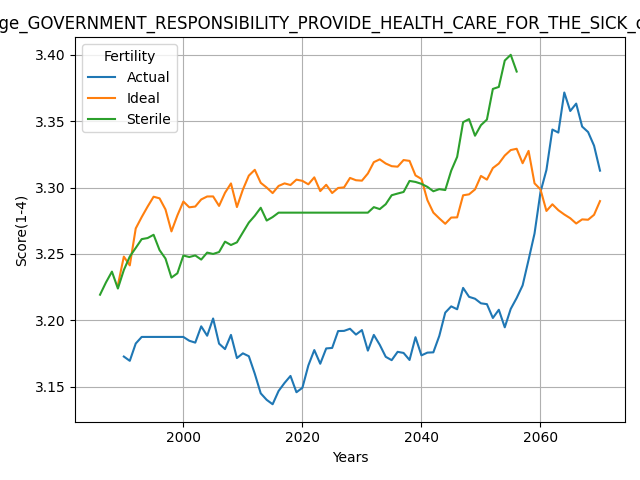 ge_GOVERNMENT_RESPONSIBILITY_PROVIDE_HEALTH_CARE_FOR_THE_SICK_
Fertility
Actual
Ideal
Sterile
3.40
3.35
3.30
3.25
3.20
3.15
Score(1-4)
2000 2020 2040 2060
Years